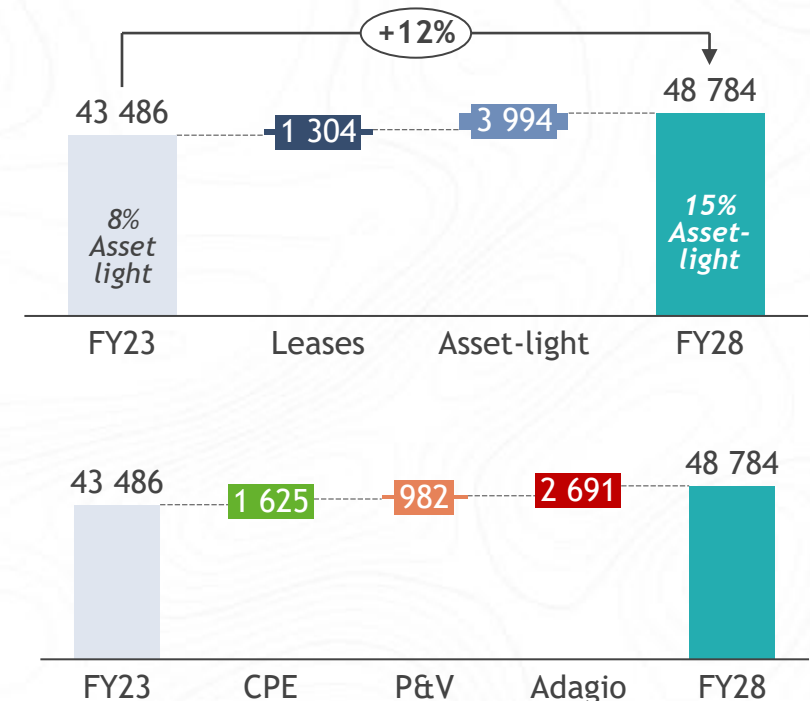 +12%
43 486
1 304
3 994
48 784
8%
Asset
light
15%
Asset-
light
FY23
Leases
Asset-light
FY28
43 486
1 625
982
2 691
48 784
FY23
CPE
P&V
Adagio
FY28